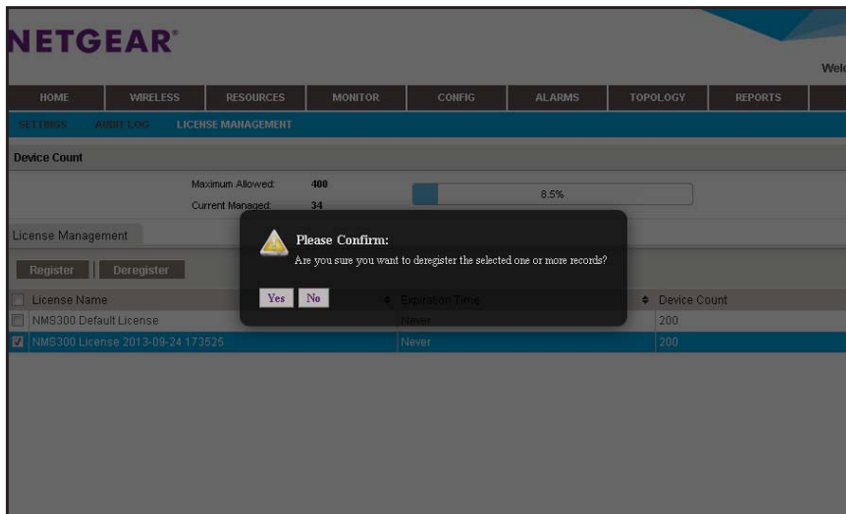 NETGEAR®
Welc
HOME WIRELESS RESOURCES MONITOR CONFIG ALARMS TOPOLOGY REPORTS
SETTINGS AUDIT LOG LICENSE MANAGEMENT
Device Count
Maximum Allowed: 400
8.5%
Current Managed: 34
License Management
Please Confirm:
Are you sure you want to deregister the selected one or more records?
Register Deregister
Yes No
License Name Expiration Time Device Count
NMS300 Default License Never 200
NMS300 License 2013-09-24 173525 Never 200